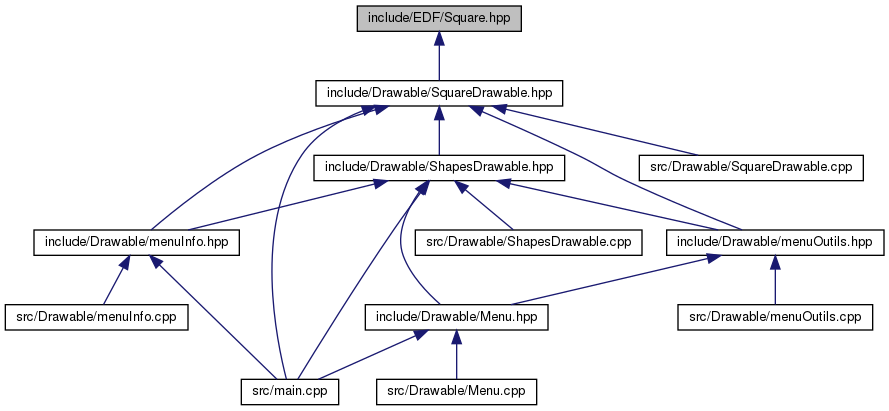 include/EDF/Square.hpp
include/Drawable/SquareDrawable.hpp
include/Drawable/ShapesDrawable.hpp
src/Drawable/SquareDrawable.cpp
include/Drawable/menuInfo.hpp
src/Drawable/ShapesDrawable.cpp
include/Drawable/menuOutils.hpp
src/Drawable/menuInfo.cpp
include/Drawable/Menu.hpp
src/Drawable/menuOutils.cpp
src/main.cpp
src/Drawable/Menu.cpp